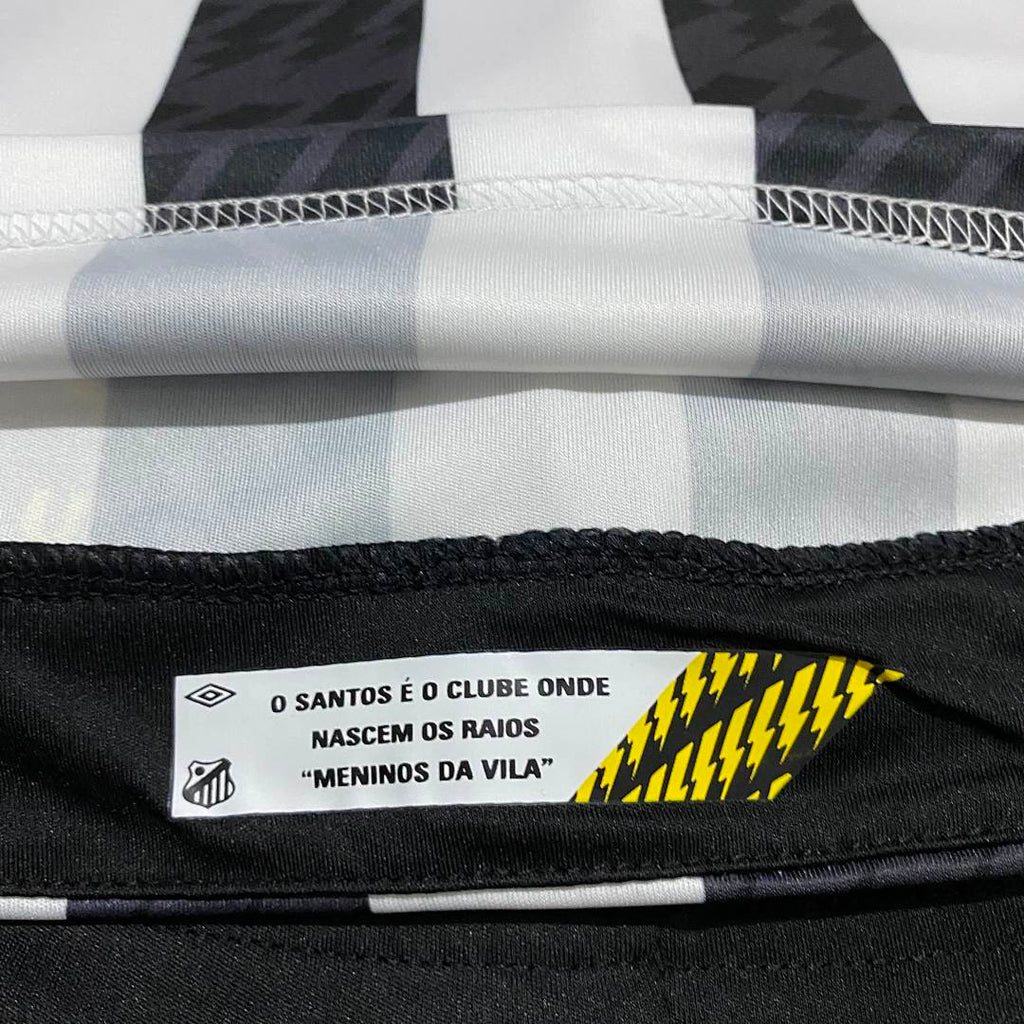 O SANTOS É O CLUBE ONDE
NASCEM OS RAIOS
“MENINOS DA VILA”